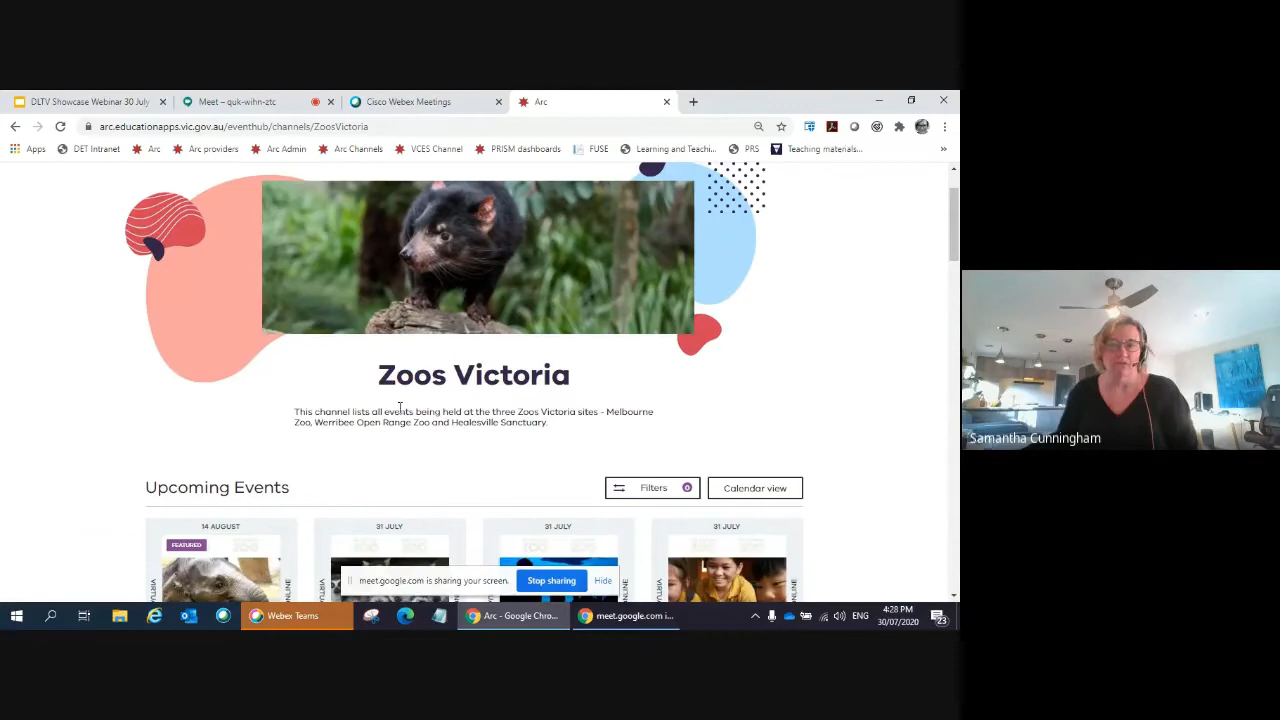 DLTV Showcase Webinar 30 July
Meet – quk-wihn-ztc
Cisco Webex Meetings
Arc
arc.educationapps.vic.gov.au/eventhub/channels/ZoosVictoria
Apps DET Intranet Arc Arc providers Arc Admin Arc Channels VCES Channel PRISM dashboards FUSE Learning and Teachi... PRS Teaching materials... »
Zoos Victoria
This channel lists all events being held at the three Zoos Victoria sites - Melbourne
Zoo, Werribee Open Range Zoo and Healesville Sanctuary.
Upcoming Events
Filters 0
Calendar view
14 AUGUST
31 JULY
31 JULY
31 JULY
FEATURED
meet.google.com is sharing your screen.
Stop sharing
Hide
Samantha Cunningham
Webex Teams
Arc - Google Chro...
meet.google.com i...
ENG
4:28 PM
30/07/2020
23